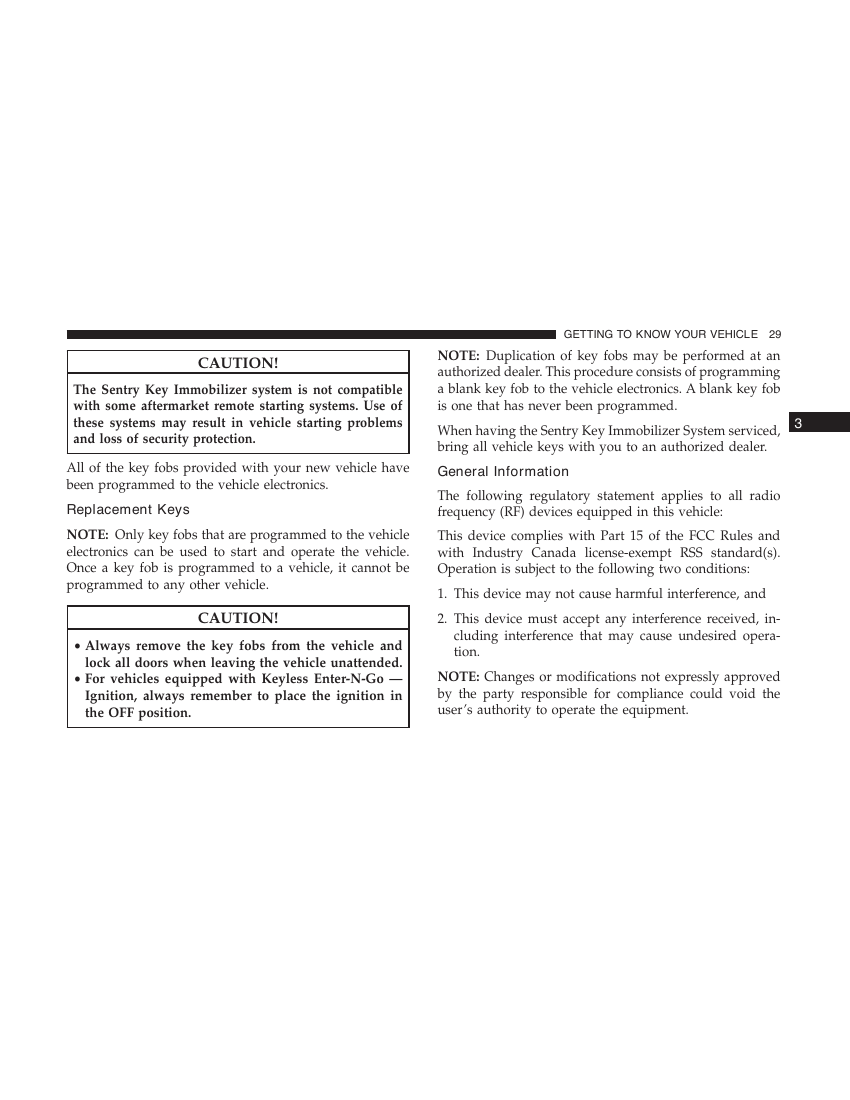 GETTING TO KNOW YOUR VEHICLE 29
CAUTION!
The Sentry Key Immobilizer system is not compatible
with some aftermarket remote starting systems. Use of
these systems may result in vehicle starting problems
and loss of security protection.
All of the key fobs provided with your new vehicle have
been programmed to the vehicle electronics.
Replacement Keys
NOTE: Only key fobs that are programmed to the vehicle
electronics can be used to start and operate the vehicle.
Once a key fob is programmed to a vehicle, it cannot be
programmed to any other vehicle.
CAUTION!
• Always remove the key fobs from the vehicle and
lock all doors when leaving the vehicle unattended.
• For vehicles equipped with Keyless Enter-N-Go —
Ignition, always remember to place the ignition in
the OFF position.
NOTE: Duplication of key fobs may be performed at an
authorized dealer. This procedure consists of programming
a blank key fob to the vehicle electronics. A blank key fob
is one that has never been programmed.
When having the Sentry Key Immobilizer System serviced,
bring all vehicle keys with you to an authorized dealer.
General Information
The following regulatory statement applies to all radio
frequency (RF) devices equipped in this vehicle:
This device complies with Part 15 of the FCC Rules and
with Industry Canada license-exempt RSS standard(s).
Operation is subject to the following two conditions:
1. This device may not cause harmful interference, and
2. This device must accept any interference received, in-
cluding interference that may cause undesired opera-
tion.
NOTE: Changes or modifications not expressly approved
by the party responsible for compliance could void the
user's authority to operate the equipment.
3